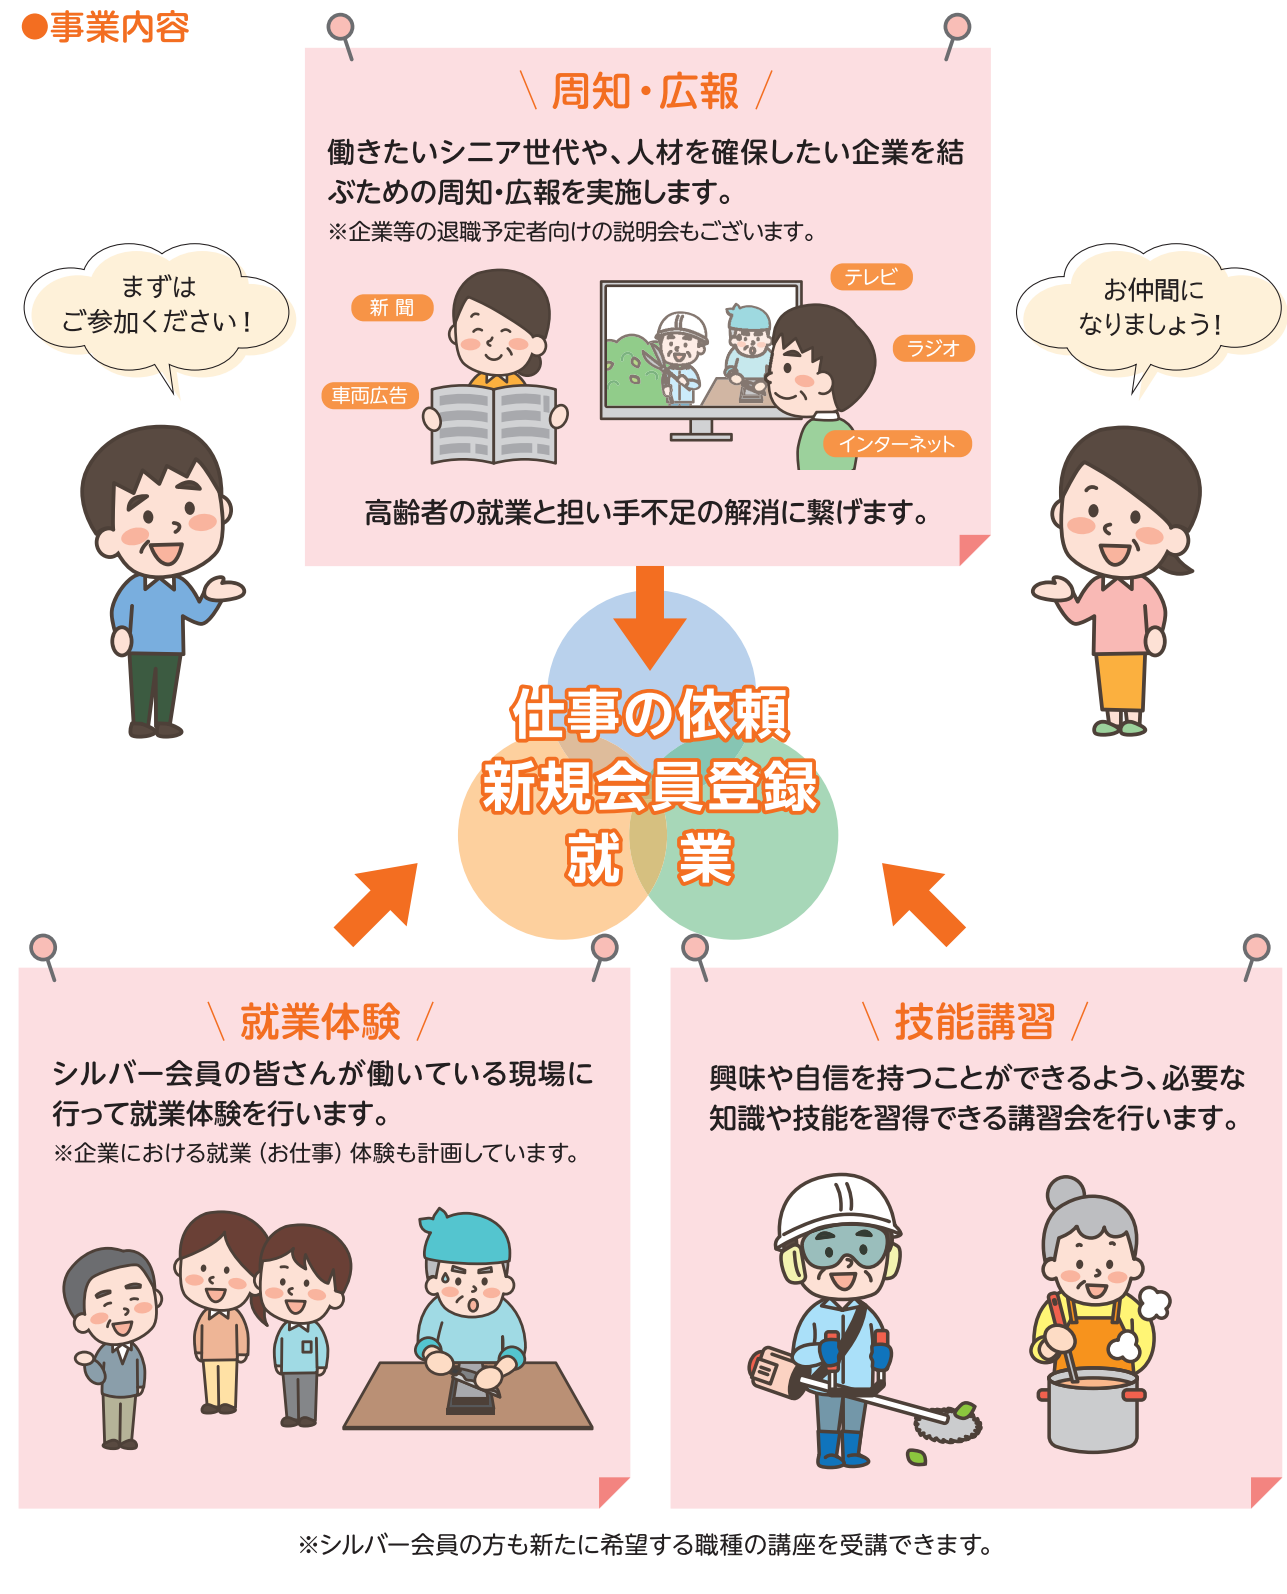 ●事業内容
周知・広報
働きたいシニア世代や、人材を確保したい企業を結
ぶための周知・広報を実施します。
※企業等の退職予定者向けの説明会もございます。
まずは
ご参加ください！
お仲間に
なりましょう！
新聞
車両広告
テレビ
ラジオ
インターネット
高齢者の就業と担い手不足の解消に繋げます。
仕事の依頼
新規会員登録
就　業
就業体験
シルバー会員の皆さんが働いている現場に
行って就業体験を行います。
※企業における就業（お仕事）体験も計画しています。
技能講習
興味や自信を持つことができるよう、必要な
知識や技能を習得できる講習会を行います。
※シルバー会員の方も新たに希望する職種の講座を受講できます。